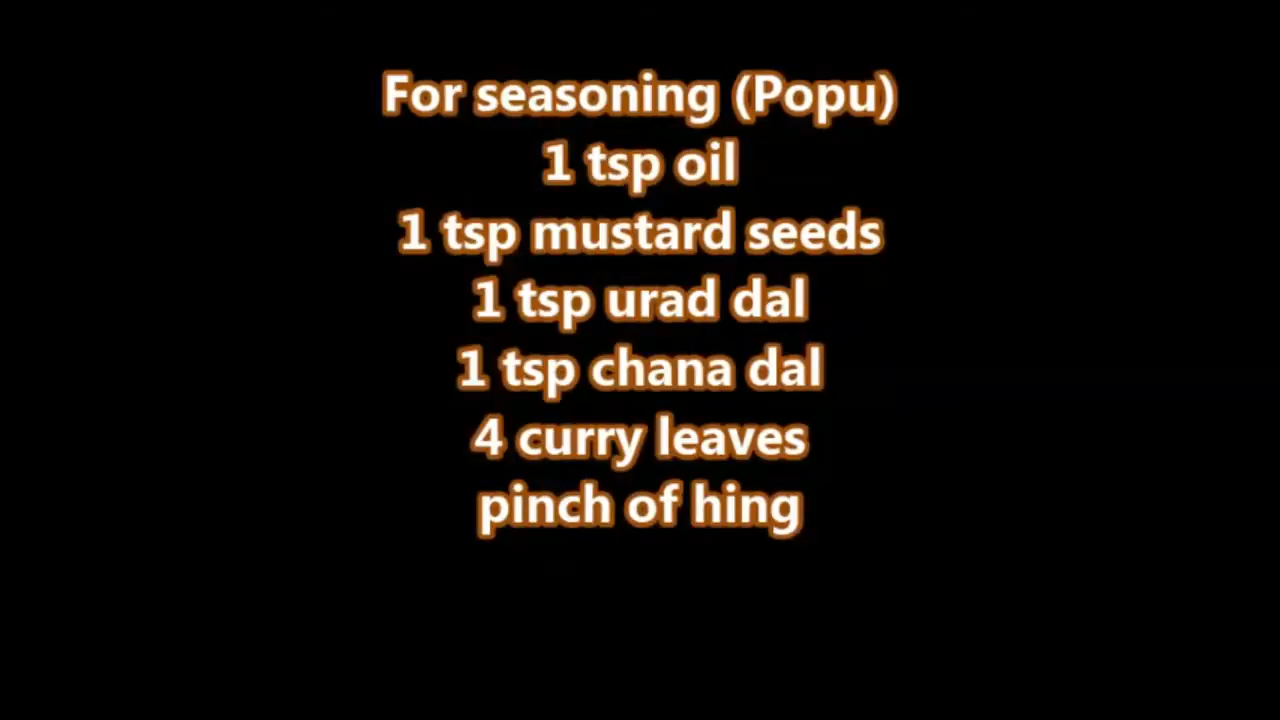 For seasoning (Popu)
1 tsp oil
1 tsp mustard seeds
1 tsp urad dal
1 tsp chana dal
4 curry leaves
pinch of hing